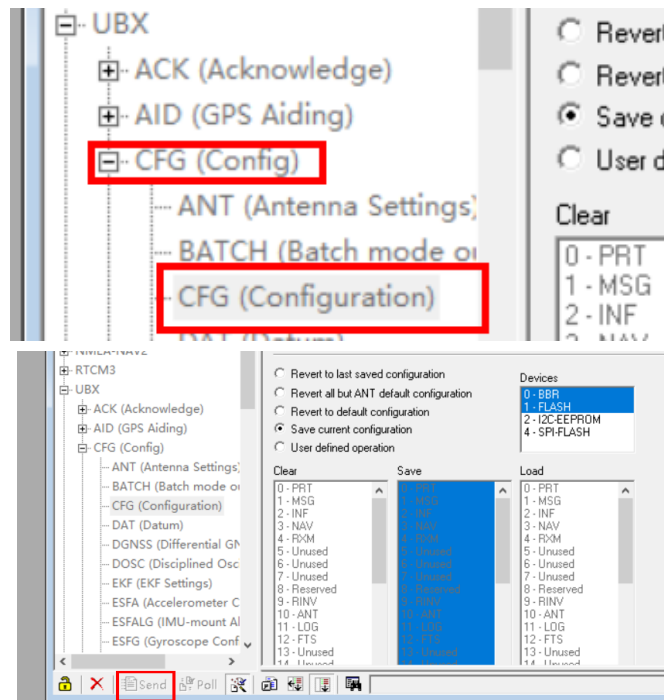 UBX
ACK (Acknowledge)
AID (GPS Aiding)
CFG (Config)
ANT (Antenna Settings)
BATCH (Batch mode
CFG (Configuration)
Save
User
Clear
0 - PRT
1 - MSG
2 - INF
RTCM3
UBX
ACK (Acknowledge)
AID (GPS Aiding)
CFG (Config)
ANT (Antenna Settings)
BATCH (Batch mode
CFG (Configuration)
DAT (Datum)
DGNSS (Differential
DOSC (Disciplined
EKF (EKF Settings)
ESFA (Accelerometer
ESFALG (IMU-mount
ESFG (Gyroscope
Revert to last saved configuration
Revert all but ANT default configuration
Revert to default configuration
Save current configuration
User defined operation
Devices
0 - BBR
1 - FLASH
2 - I2C-EEPROM
4 - SPI-FLASH
Clear
0 - PRT
1 - MSG
2 - INF
3 - NAV
4 - RXM
5 - Unused
6 - Unused
7 - Unused
8 - Reserved
9 - RINV
10 - ANT
11 - LOG
12 - FTS
13 - Unused
14 - Unused
Save
0 - PRT
1 - MSG
2 - INF
3 - NAV
4 - RXM
5 - Unused
6 - Unused
7 - Unused
8 - Reserved
9 - RINV
10 - ANT
11 - LOG
12 - FTS
13 - Unused
14 - Unused
Load
0 - PRT
1 - MSG
2 - INF
3 - NAV
4 - RXM
5 - Unused
6 - Unused
7 - Unused
8 - Reserved
9 - RINV
10 - ANT
11 - LOG
12 - FTS
13 - Unused
14 - Unused
Send
Poll